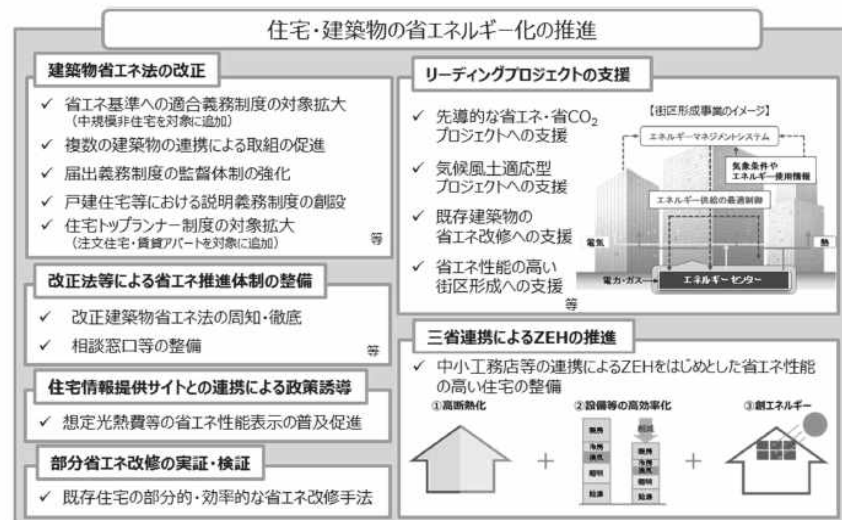 住宅・建築物の省エネルギー化の推進
建築物省エネ法の改正
✓ 省エネ基準への適合義務制度の対象拡大
（中規模非住宅を対象に追加）
✓ 複数の建築物の連携による取組の促進
✓ 届出義務制度の監督体制の強化
✓ 戸建住宅等における説明義務制度の創設
✓ 住宅トップランナー制度の対象拡大
（注文住宅・賃貸アパートを対象に追加）
等
改正法等による省エネ推進体制の整備
✓ 改正建築物省エネ法の周知・徹底
✓ 相談窓口等の整備
等
住宅情報提供サイトとの連携による政策誘導
✓ 想定光熱費等の省エネ性能表示の普及促進
部分省エネ改修の実証・検証
✓ 既存住宅の部分的・効率的な省エネ改修手法
リーディングプロジェクトの支援
✓ 先導的な省エネ・省CO₂
プロジェクトへの支援
✓ 気候風土適応型
プロジェクトへの支援
✓ 既存建築物の
省エネ改修への支援
✓ 省エネ性能の高い
街区形成への支援
等
【街区形成事業のイメージ】
エネルギーマネジメントシステム
気象条件や
エネルギー使用情報
エネルギー供給の最適制御
電気
熱
電力・ガス
エネルギーセンター
三省連携によるZEHの推進
✓ 中小工務店等の連携によるZEHをはじめとした省エネ性能
の高い住宅の整備
①高断熱化
②設備等の高効率化
③創エネルギー
+
+
暖房
冷房
換気
照明
給湯
削減
暖房
冷房
換気
照明
給湯